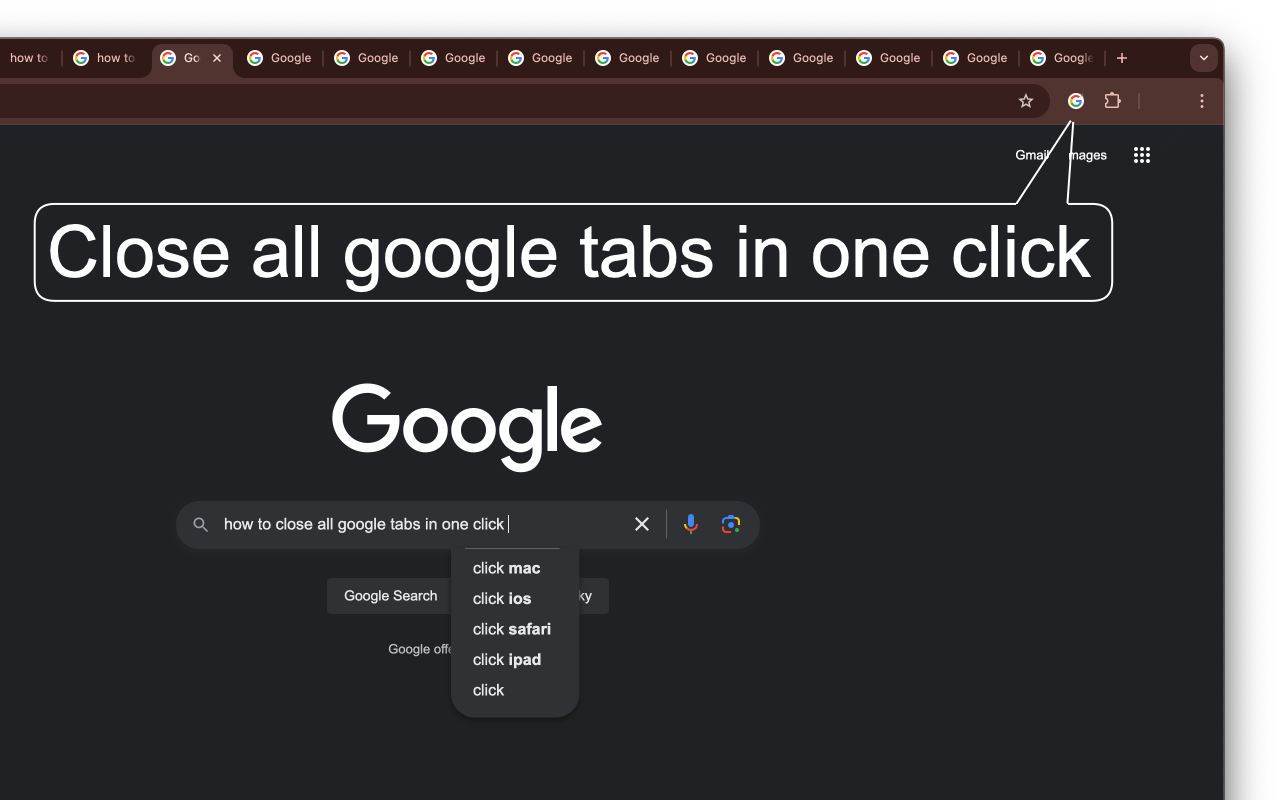 how to
how to
Go
Google
Google
Google
Google
Google
Google
Google
Google
Google
Google
Gmail
mages
Close all google tabs in one click
Google
how to close all google tabs in one click
click mac
click ios
click safari
click ipad
click
Google Search
ky
Google offe